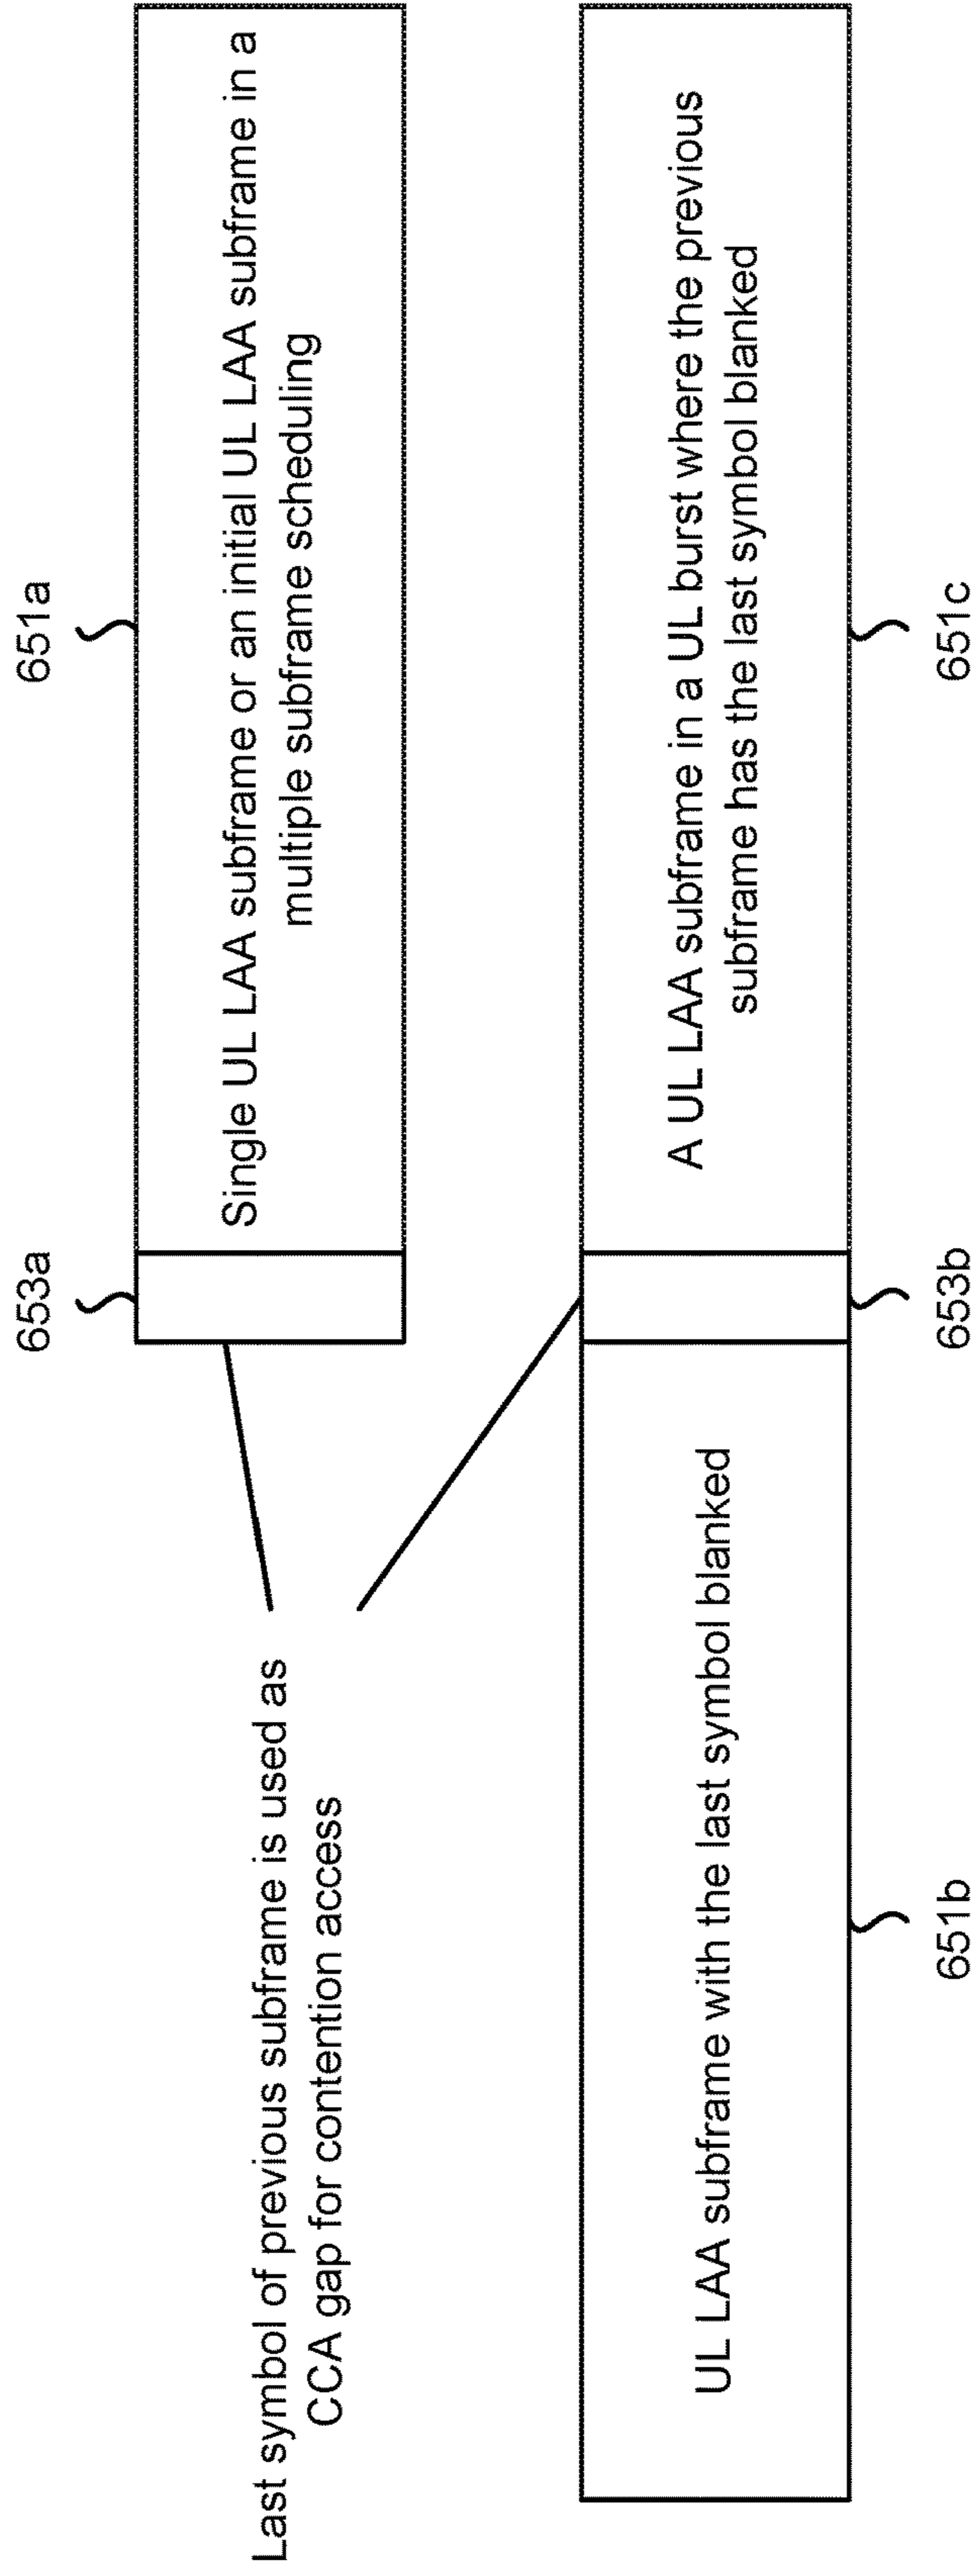 653a
651a
Single UL LAA subframe or an initial UL LAA subframe in a
multiple subframe scheduling
Last symbol of previous subframe is used as
CCA gap for contention access
UL LAA subframe with the last symbol blanked
A UL LAA subframe in a UL burst where the previous
subframe has the last symbol blanked
651b
653b
651c